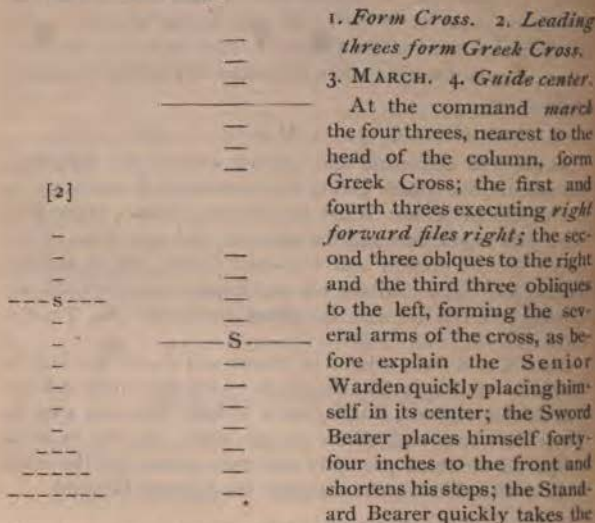 1. Form Cross. 2. Leading
threes form Greek Cross.
3. MARCH. 4. Guide center.
At the command march
the four threes, nearest to the
head of the column, form
Greek Cross; the first and
fourth threes executing right
forward files right; the sec-
ond three oblques to the right
and the third three obliques
to the left, forming the sev-
eral arms of the cross, as be-
fore explain the Senior
Warden quickly placing him-
self in its center; the Sword
Bearer places himself forty-
four inches to the front and
shortens his steps; the Stand-
ard Bearer quickly takes the
[2]
S
S